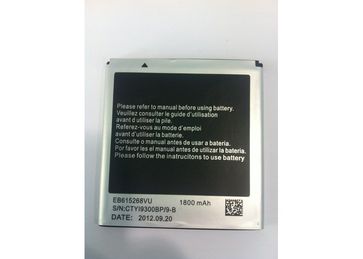 Please refer to manual before using battery.
Veuillez consulter le guide d'utilisation
avant d'utiliser la pile.
Referez-vous au mode d'emploi
avant d'utiliser la batterie.
Consulte o manual antes de usar a bateria.
Por favor les el manual antes de utilizar la bateria.
Please follow the instrucitons to use battery
EB615268VU 1800 mAh
S/N:CTYI9300BP/9-B
DATE: 2012.09.20